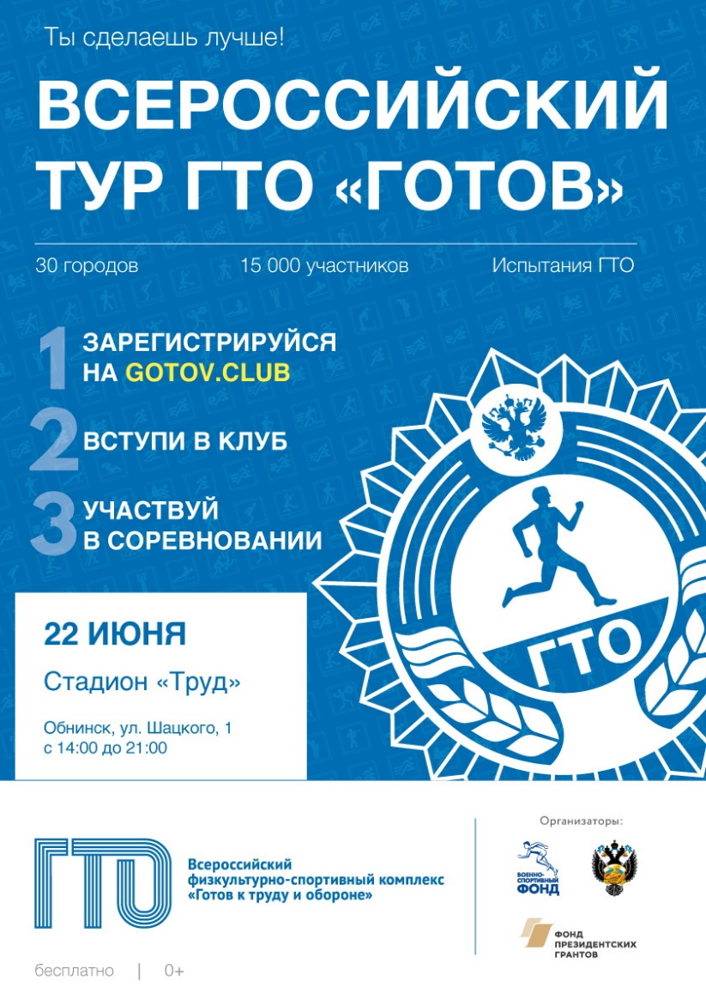 Ты сделаешь лучше!
ВСЕРОССИЙСКИЙ
ТУР ГТО «ГОТОВ»
30 городов 15 000 участников Испытания ГТО
1 ЗАРЕГИСТРИРУЙСЯ
НА GOTOV.CLUB
2 ВСТУПИ В КЛУБ
3 УЧАСТВУЙ
В СОРЕВНОВАНИИ
ГТО
22 ИЮНЯ
Стадион «Труд»
Обнинск, ул. Шацкого, 1
с 14:00 до 21:00
ГТО
Всероссийский
физкультурно-спортивный комплекс
«Готов к труду и обороне»
Организаторы:
ВОЕННО-
СПОРТИВНЫЙ
ФОНД
ФОНД
ПРЕЗИДЕНТСКИХ
ГРАНТОВ
бесплатно | 0+